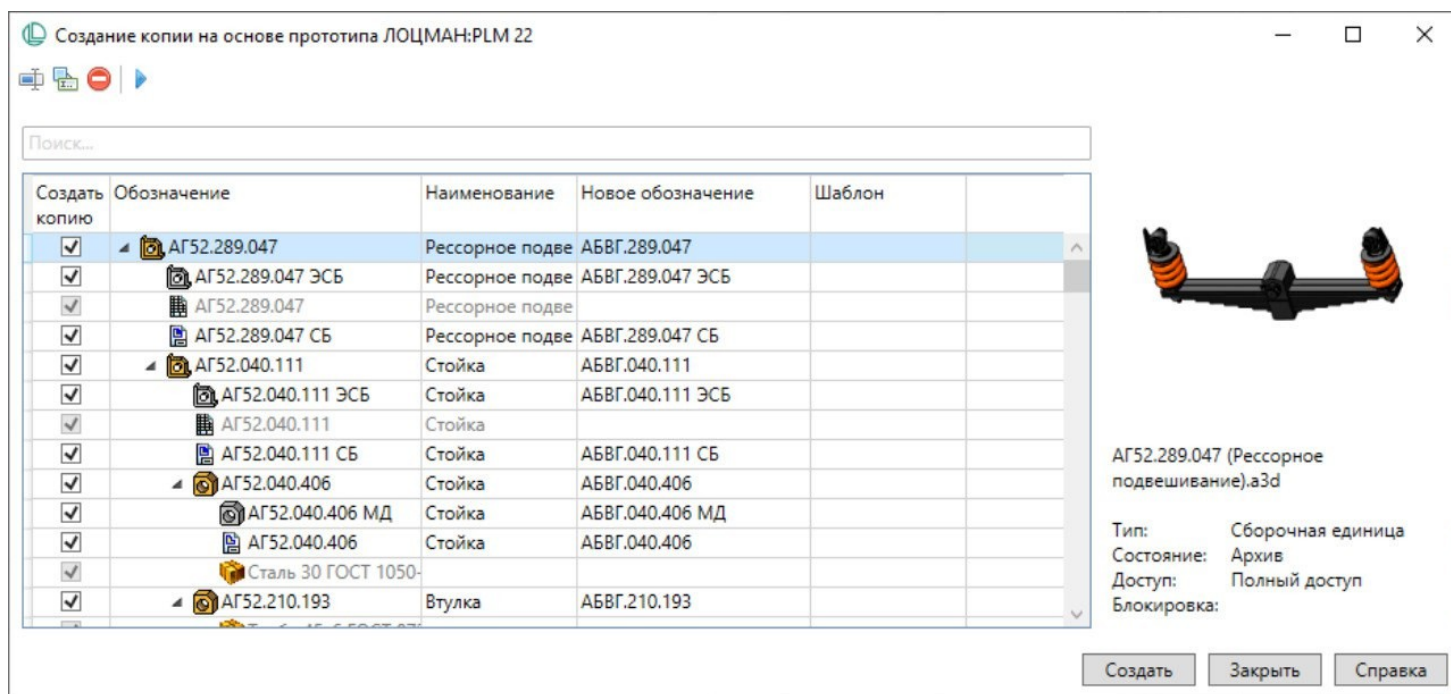 Создание копии на основе прототипа ЛОЦМАН:PLM 22
Поиск...
Создать копию Обозначение Наименование Новое обозначение Шаблон
АГ52.289.047 Рессорное подве АБВГ.289.047
АГ52.289.047 ЭСБ Рессорное подве АБВГ.289.047 ЭСБ
АГ52.289.047 Рессорное подве
АГ52.289.047 СБ Рессорное подве АБВГ.289.047 СБ
АГ52.040.111 Стойка АБВГ.040.111
АГ52.040.111 ЭСБ Стойка АБВГ.040.111 ЭСБ
АГ52.040.111 Стойка
АГ52.040.111 СБ Стойка АБВГ.040.111 СБ
АГ52.040.406 Стойка АБВГ.040.406
АГ52.040.406 МД Стойка АБВГ.040.406 МД
АГ52.040.406 Стойка АБВГ.040.406
Сталь 30 ГОСТ 1050-
АГ52.210.193 Втулка АБВГ.210.193
АГ52.289.047 (Рессорное
подвешивание).a3d
Тип: Сборочная единица
Состояние: Архив
Доступ: Полный доступ
Блокировка:
Создать Закрыть Справка